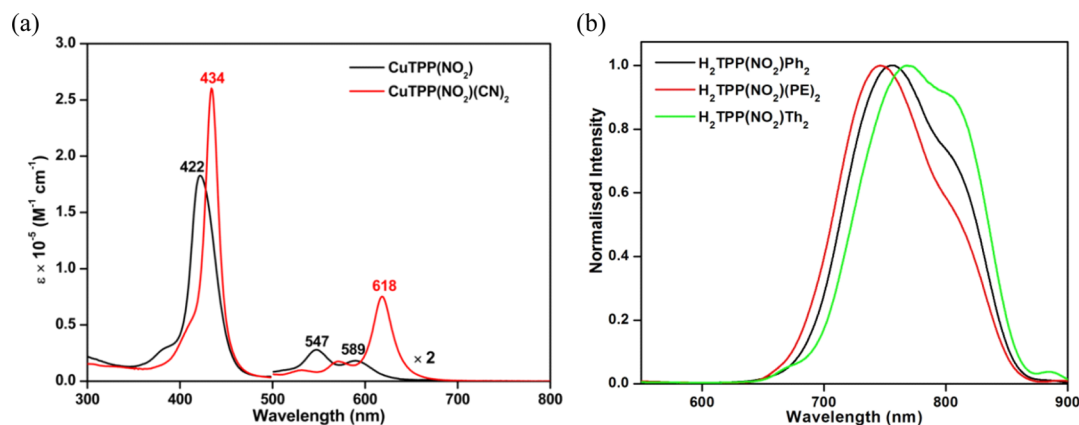 (a)
3.0
2.5
2.0
1.5
1.0
0.5
0.0
ε × 10⁻⁵ (M⁻¹ cm⁻¹)
CuTPP(NO₂)
CuTPP(NO₂)(CN)₂
434
422
547
589
618
× 2
300 400 500 600 700 800
Wavelength (nm)
(b)
1.0
0.8
0.6
0.4
0.2
0.0
Normalised Intensity
H₂TPP(NO₂)Ph₂
H₂TPP(NO₂)(PE)₂
H₂TPP(NO₂)Th₂
600 700 800 900
Wavelength (nm)